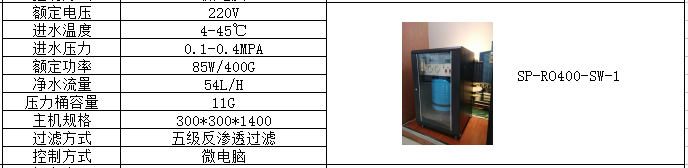 额定电压 220V
进水温度 4-45℃
进水压力 0.1-0.4MPA
额定功率 85W/400G
净水流量 54L/H
压力桶容量 11G
主机规格 300*300*1400
过滤方式 五级反渗透过滤
控制方式 微电脑
SP-RO400-SW-1